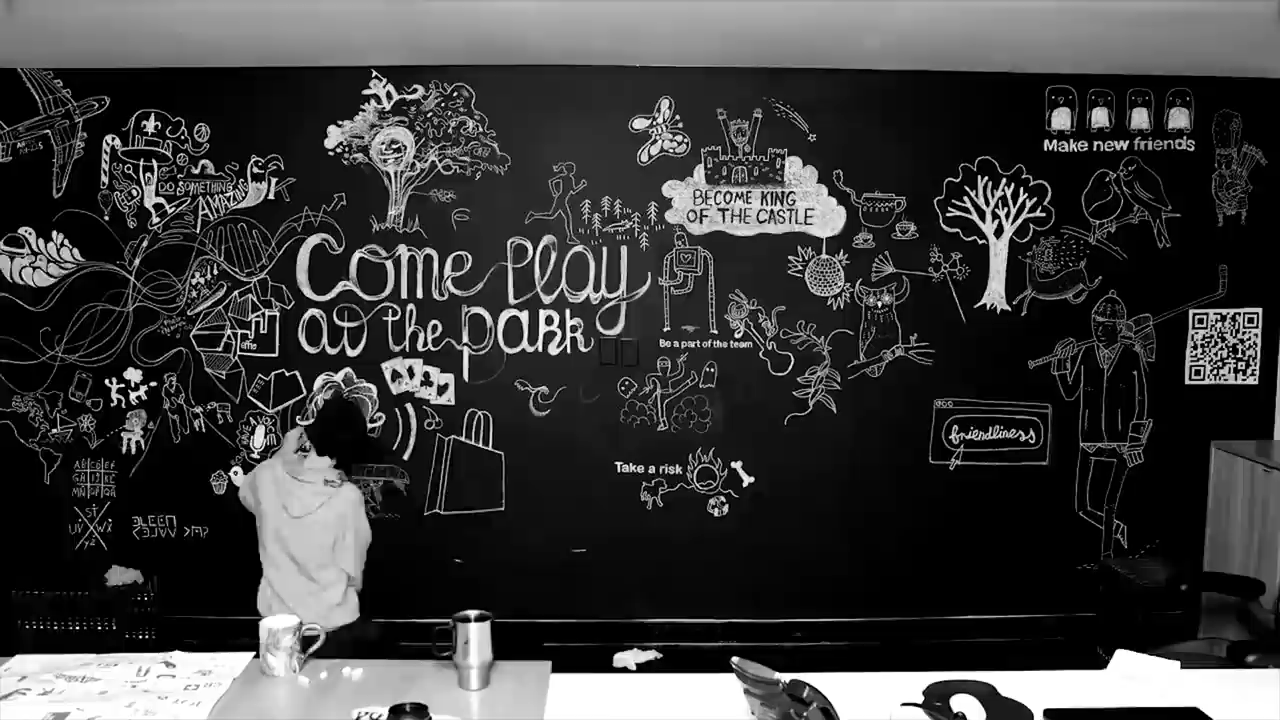 DO SOMETHING
AMAZING
Come play
at the park
BECOME KING
OF THE CASTLE
Make new friends
Be a part of the team
friendliness
Take a risk